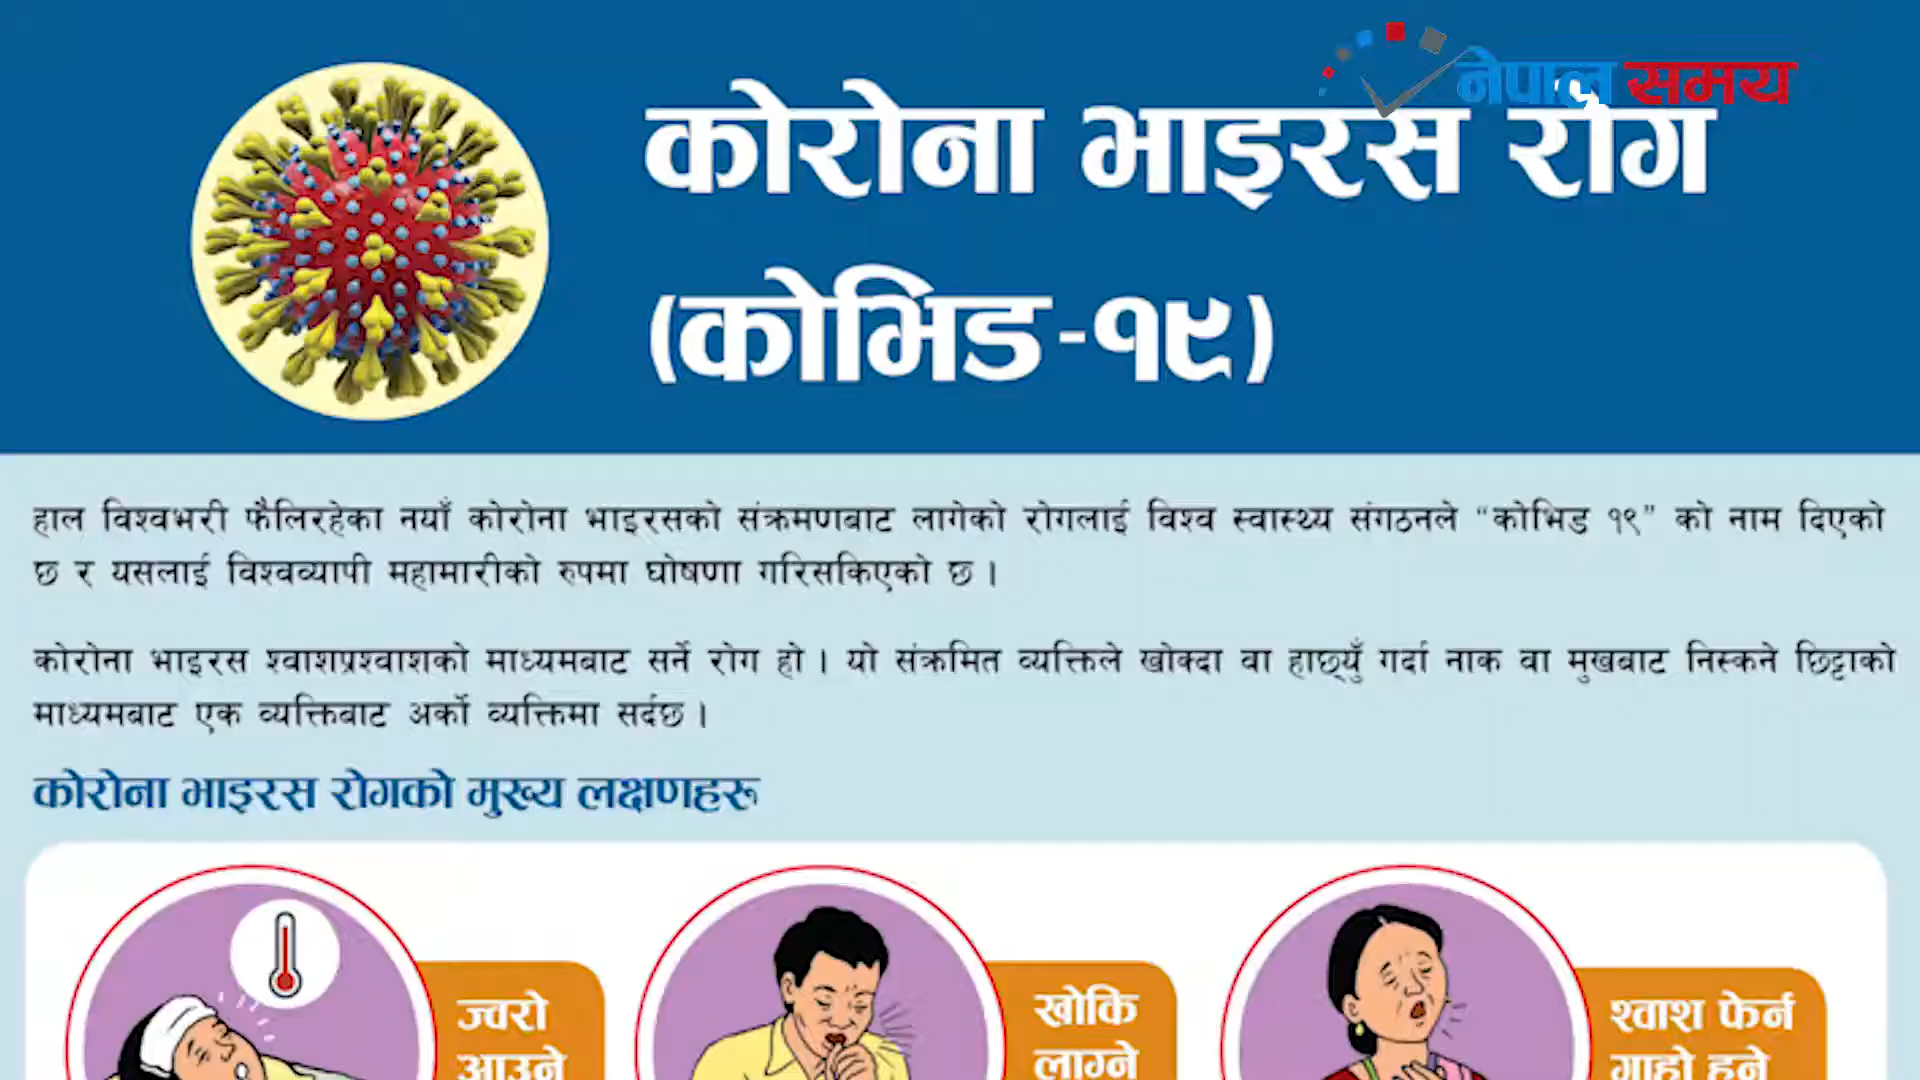 नेपाल समय
कोरोना भाइरस रोग
(कोभिड-१९)
हाल विश्वभरी फैलिरहेका नयाँ कोरोना भाइरसको संक्रमणबाट लागेको रोगलाई विश्व स्वास्थ्य संगठनले “कोभिड १९” को नाम दिएको
छ र यसलाई विश्वव्यापी महामारीको रुपमा घोषणा गरिसकिएको छ ।
कोरोना भाइरस श्वाशप्रश्वाशको माध्यमबाट सर्ने रोग हो । यो संक्रमित व्यक्तिले खोक्दा वा हाछ्युँ गर्दा नाक वा मुखबाट निस्कने छिट्टाको
माध्यमबाट एक व्यक्तिबाट अर्को व्यक्तिमा सर्दछ ।
कोरोना भाइरस रोगको मुख्य लक्षणहरू
ज्वरो
आउने
खोकि
लाग्ने
श्वाश फेर्न
गाह्रो हुने